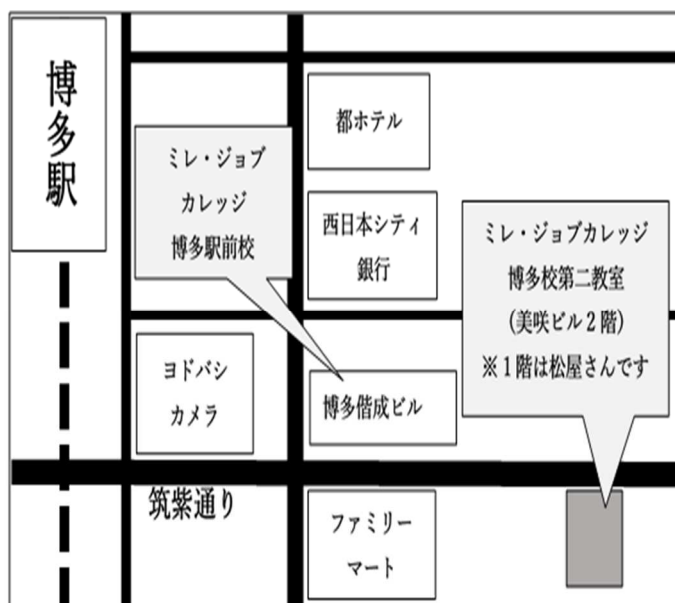 博多駅
都ホテル
ミレ・ジョブ
カレッジ
博多駅前校
西日本シティ
銀行
ミレ・ジョブカレッジ
博多校第二教室
(美咲ビル２階)
※１階は松屋さんです
ヨドバシ
カメラ
博多偕成ビル
筑紫通り
ファミリー
マート